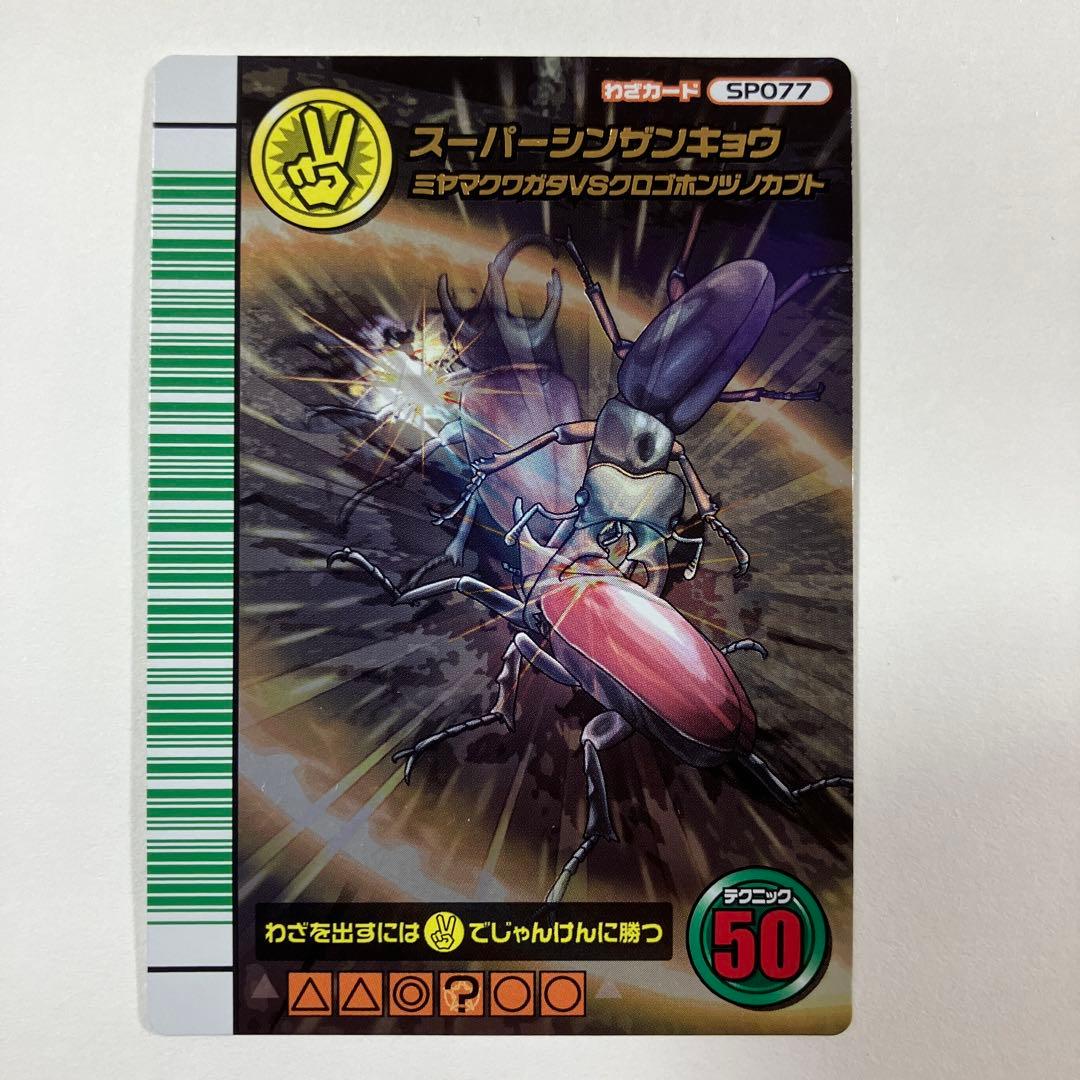 わざカード SP077
スーパーシンザンキョウ
ミヤマクワガタVSクロゴホンヅノカブト
わざを出すには でじゃんけんに勝つ
テクニック
50
△ △ ◎ ? ○ ○